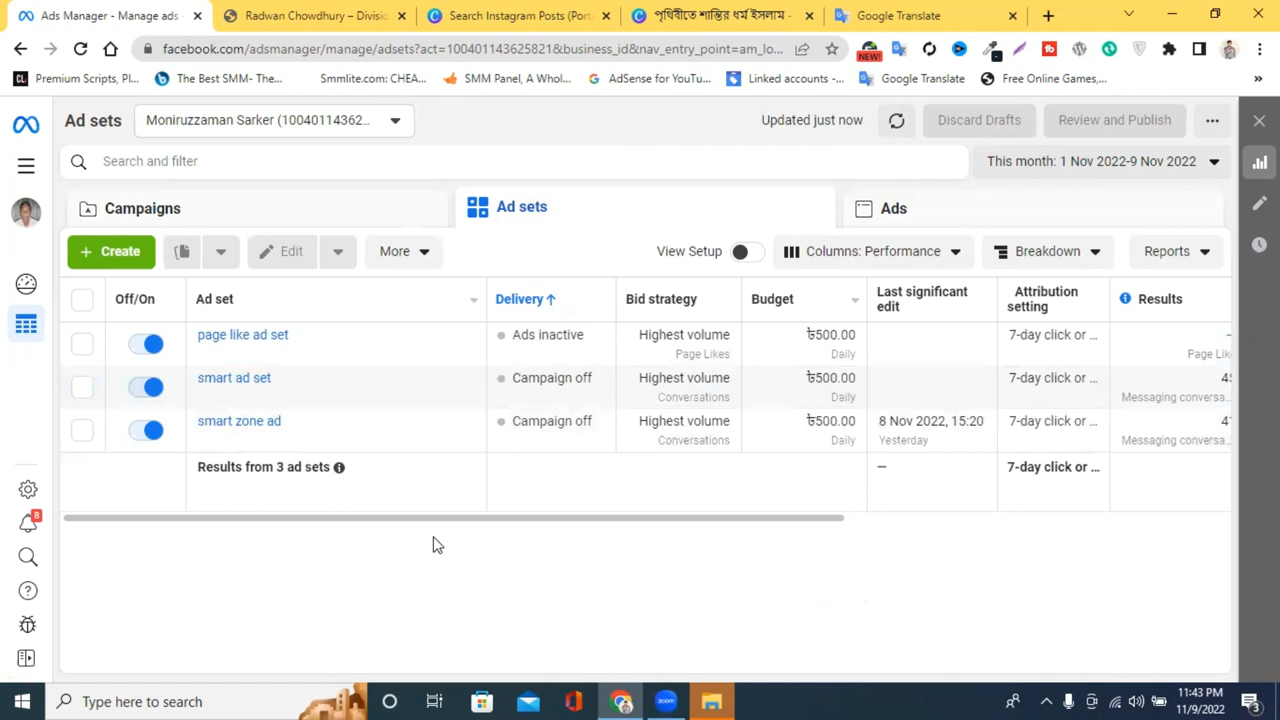 Ads Manager - Manage ads -
Radwan Chowdhury – Divisi
Search Instagram Posts (Port
পৃথিবীতে শান্তির ধর্ম ইসলাম -
Google Translate
facebook.com/adsmanager/manage/adsets?act=100401143625821&business_id&nav_entry_point=am_lo...
NEW!
Premium Scripts, Pl...
The Best SMM- The...
Smmlite.com: CHEA...
SMM Panel, A Whol...
AdSense for YouTu...
Linked accounts -...
Google Translate
Free Online Games,...
Ad sets
Moniruzzaman Sarker (10040114362...
Updated just now
Discard Drafts
Review and Publish
Search and filter
This month: 1 Nov 2022-9 Nov 2022
Campaigns
Ad sets
Ads
+ Create
Edit
More
View Setup
Columns: Performance
Breakdown
Reports
Off/On
Ad set
Delivery ↑
Bid strategy
Budget
Last significant edit
Attribution setting
Results
page like ad set
Ads inactive
Highest volume
৳500.00
7-day click or ...
–
Page Likes
Daily
Page Lik
smart ad set
Campaign off
Highest volume
৳500.00
7-day click or ...
Conversations
Daily
Messaging conversa
smart zone ad
Campaign off
Highest volume
৳500.00
8 Nov 2022, 15:20
7-day click or ...
Conversations
Daily
Yesterday
Messaging conversa
Results from 3 ad sets
—
7-day click or ...
8
Type here to search
zoom
11:43 PM
11/9/2022
3